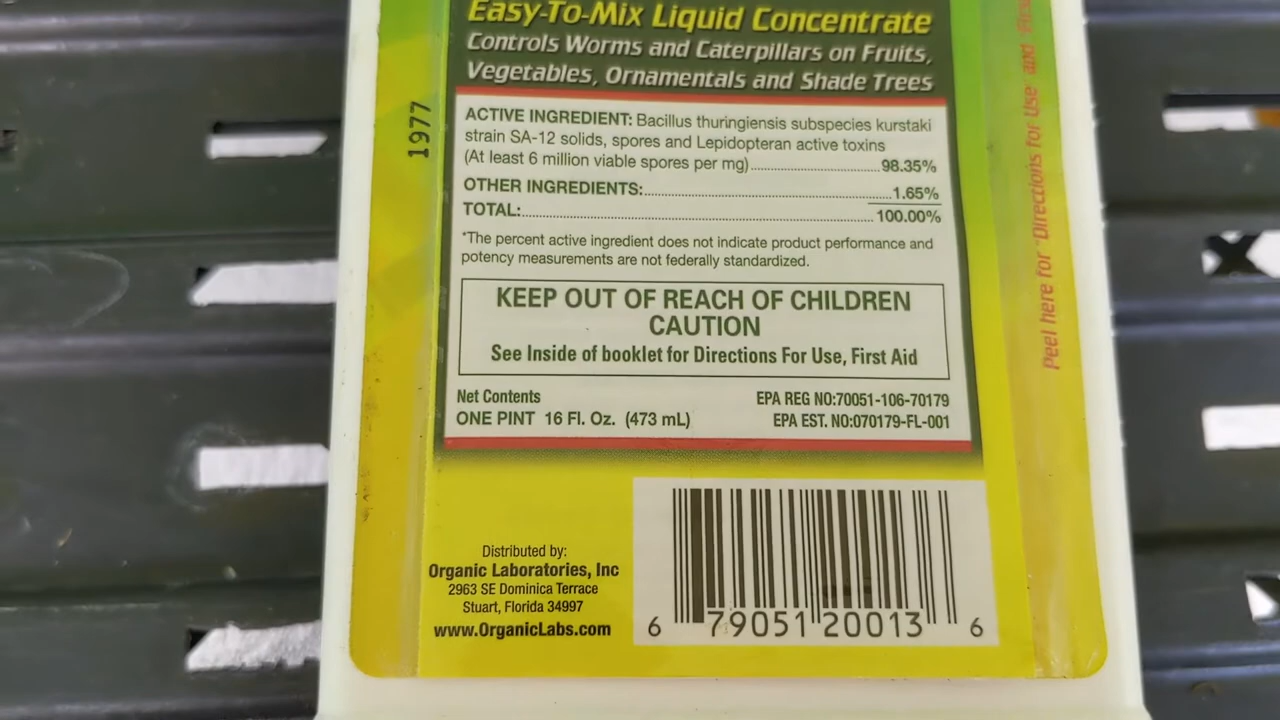 Easy-To-Mix Liquid Concentrate
Controls Worms and Caterpillars on Fruits,
Vegetables, Ornamentals and Shade Trees
1977
ACTIVE INGREDIENT: Bacillus thuringiensis subspecies kurstaki
strain SA-12 solids, spores and Lepidopteran active toxins
(At least 6 million viable spores per mg)..............................98.35%
OTHER INGREDIENTS:..............................1.65%
TOTAL:..............................100.00%
*The percent active ingredient does not indicate product performance and
potency measurements are not federally standardized.
KEEP OUT OF REACH OF CHILDREN
CAUTION
See Inside of booklet for Directions For Use, First Aid
Net Contents
ONE PINT 16 Fl. Oz. (473 mL)
EPA REG NO:70051-106-70179
EPA EST. NO:070179-FL-001
Distributed by:
Organic Laboratories, Inc
2963 SE Dominica Terrace
Stuart, Florida 34997
www.OrganicLabs.com
6 79051 20013 6
Peel here for "Directions for Use" and